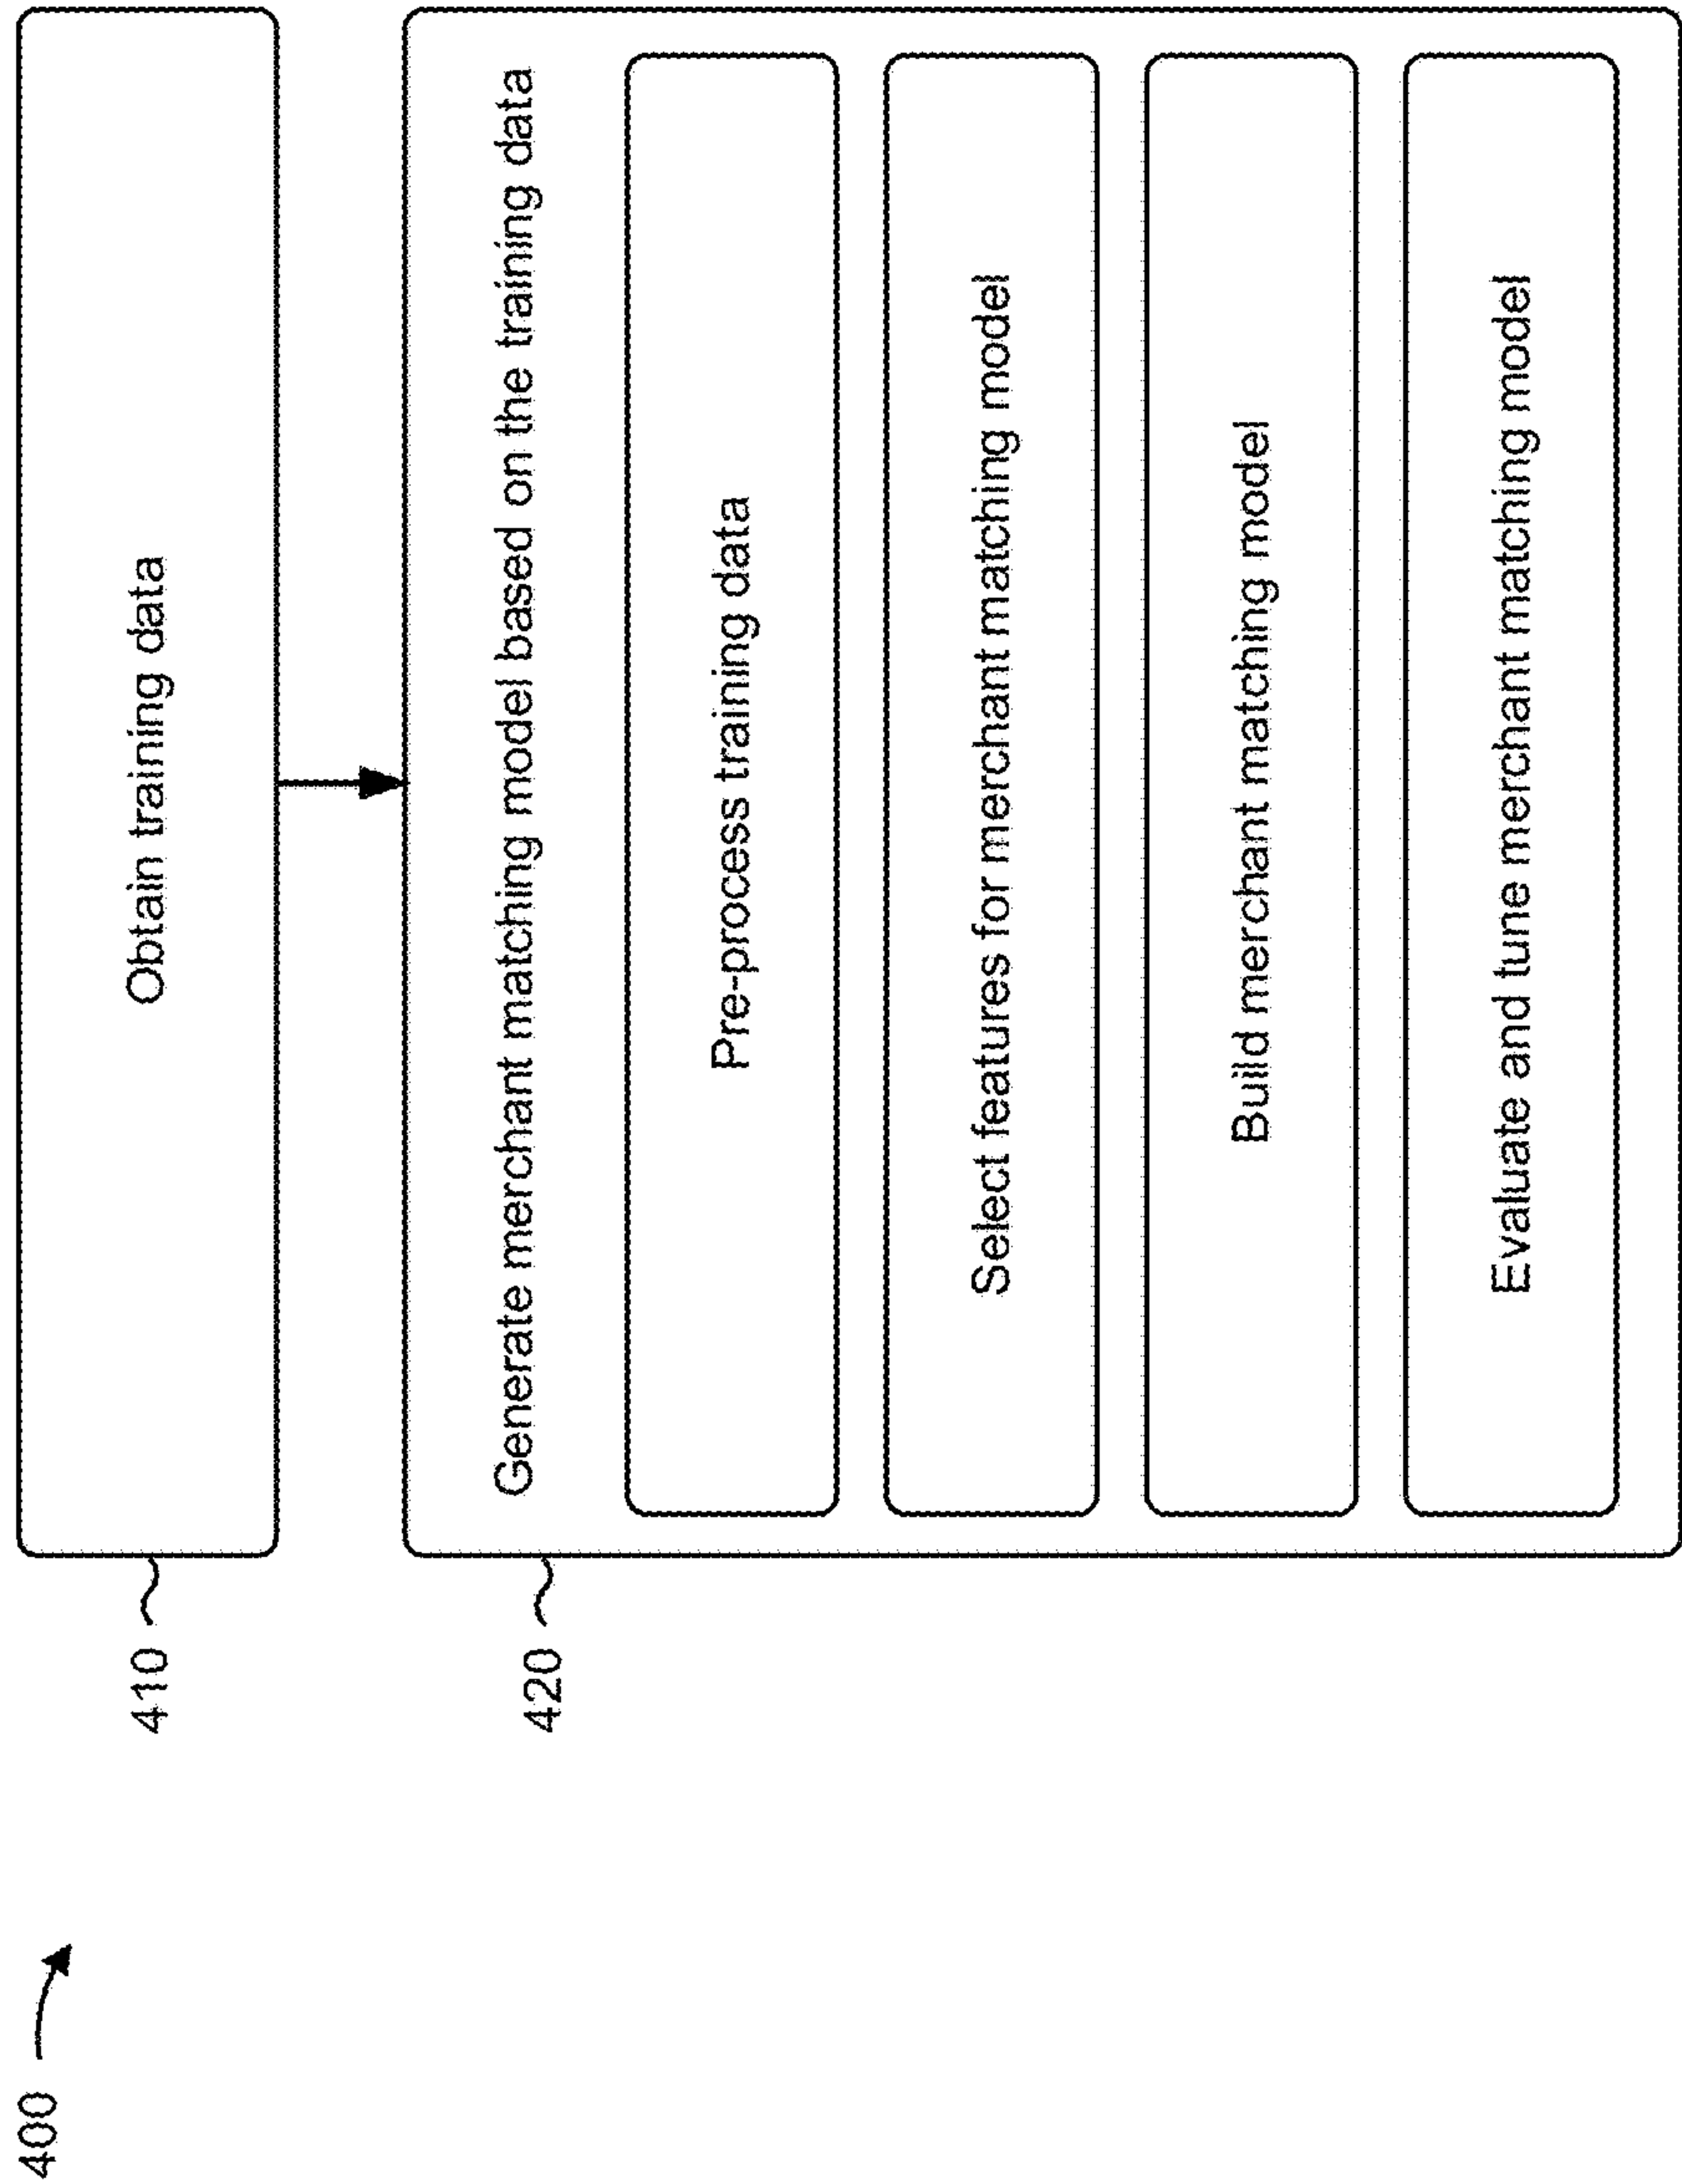 400
410
Obtain training data
420
Generate merchant matching model based on the training data
Pre-process training data
Select features for merchant matching model
Build merchant matching model
Evaluate and tune merchant matching model